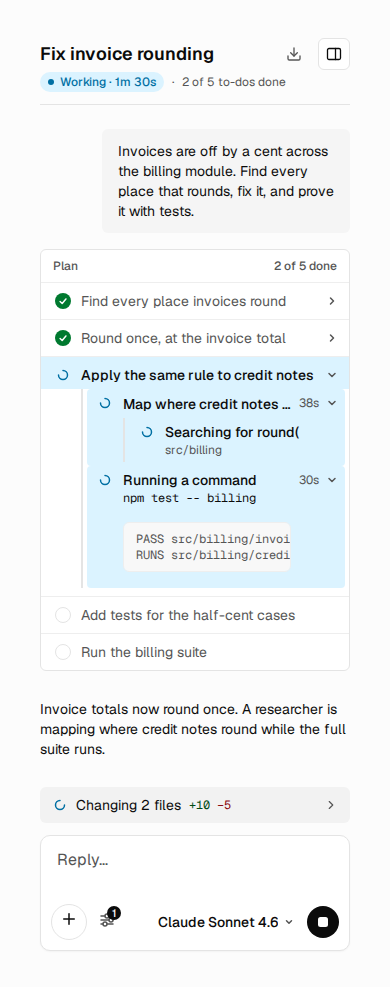 Fix invoice rounding
Working · 1m 30s · 2 of 5 to-dos done
Invoices are off by a cent across
the billing module. Find every
place that rounds, fix it, and prove
it with tests.
Plan 2 of 5 done
Find every place invoices round
Round once, at the invoice total
Apply the same rule to credit notes
Map where credit notes ... 38s
Searching for round(
src/billing
Running a command 30s
npm test -- billing
PASS src/billing/invoi
RUNS src/billing/credi
Add tests for the half-cent cases
Run the billing suite
Invoice totals now round once. A researcher is
mapping where credit notes round while the full
suite runs.
Changing 2 files +10 −5
Reply...
1
Claude Sonnet 4.6